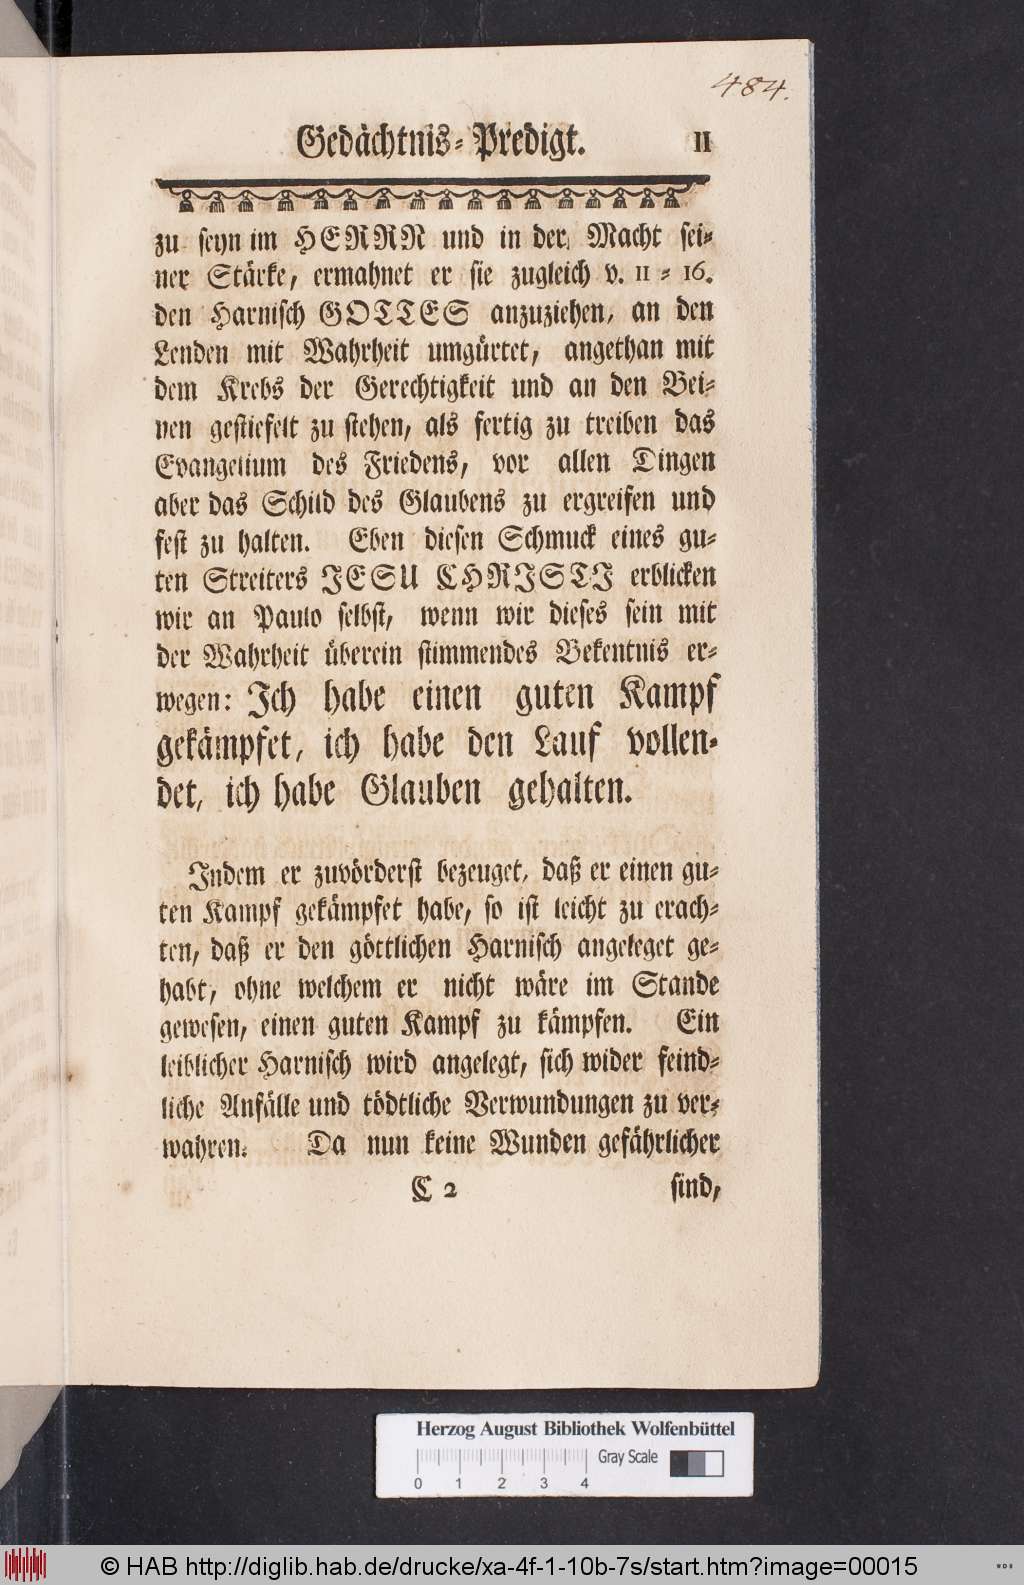 484.
Gedächtnis-Predigt. 11
zu seyn im HERRN und in der Macht sei-
ner Stärke, ermahnet er sie zugleich v. 11 - 16.
den Harnisch GOTTES anzuziehen, an den
Lenden mit Wahrheit umgürtet, angethan mit
dem Krebs der Gerechtigkeit und an den Bei-
nen gestiefelt zu stehen, als fertig zu treiben das
Evangelium des Friedens, vor allen Dingen
aber das Schild des Glaubens zu ergreifen und
fest zu halten. Eben diesen Schmuck eines gu-
ten Streiters JESU CHRISTI erblicken
wir an Paulo selbst, wenn wir dieses sein mit
der Wahrheit überein stimmendes Bekentnis er-
wegen: Ich habe einen guten Kampf
gekämpfet, ich habe den Lauf vollen-
det, ich habe Glauben gehalten.
Indem er zuvörderst bezeuget, daß er einen gu-
ten Kampf gekämpfet habe, so ist leicht zu erach-
ten, daß er den göttlichen Harnisch angeleget ge-
habt, ohne welchem er nicht wäre im Stande
gewesen, einen guten Kampf zu kämpfen. Ein
leiblicher Harnisch wird angelegt, sich wider feind-
liche Anfälle und tödtliche Verwundungen zu ver-
wahren. Da nun keine Wunden gefährlicher
C 2 sind,
Herzog August Bibliothek Wolfenbüttel
Gray Scale
0 1 2 3 4
© HAB http://diglib.hab.de/drucke/xa-4f-1-10b-7s/start.htm?image=00015